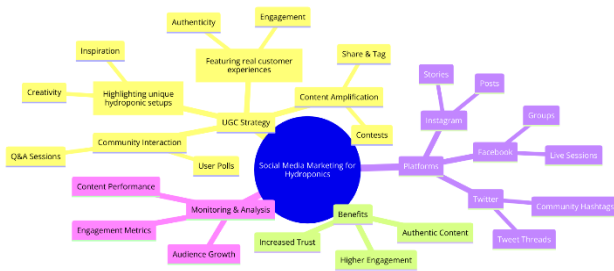 Social Media Marketing for
Hydroponics
UGC Strategy
Featuring real customer
experiences
Authenticity
Engagement
Highlighting unique
hydroponic setups
Inspiration
Creativity
Community Interaction
Q&A Sessions
User Polls
Content Amplification
Share & Tag
Contests
Platforms
Instagram
Stories
Posts
Facebook
Groups
Live Sessions
Twitter
Community Hashtags
Tweet Threads
Benefits
Increased Trust
Higher Engagement
Authentic Content
Monitoring & Analysis
Content Performance
Engagement Metrics
Audience Growth